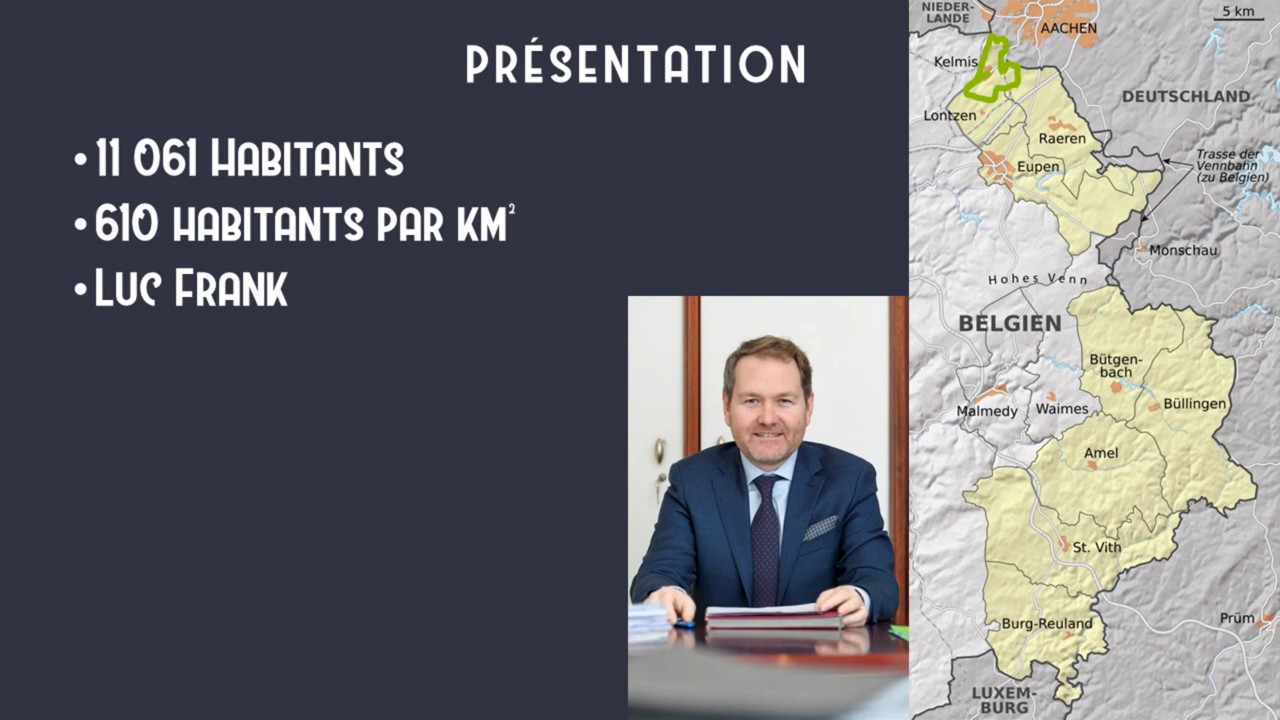 PRÉSENTATION
• 11 061 HABITANTS
• 610 HABITANTS PAR KM²
• LUC FRANK
NIEDER-
LANDE
AACHEN
5 km
Kelmis
DEUTSCHLAND
Lontzen
Raeren
Eupen
Trasse der
Vennbahn
(zu Belgien)
Monschau
Hohes Venn
BELGIEN
Bütgen-
bach
Malmedy
Waimes
Büllingen
Amel
St. Vith
Burg-Reuland
Prüm
LUXEM-
BURG